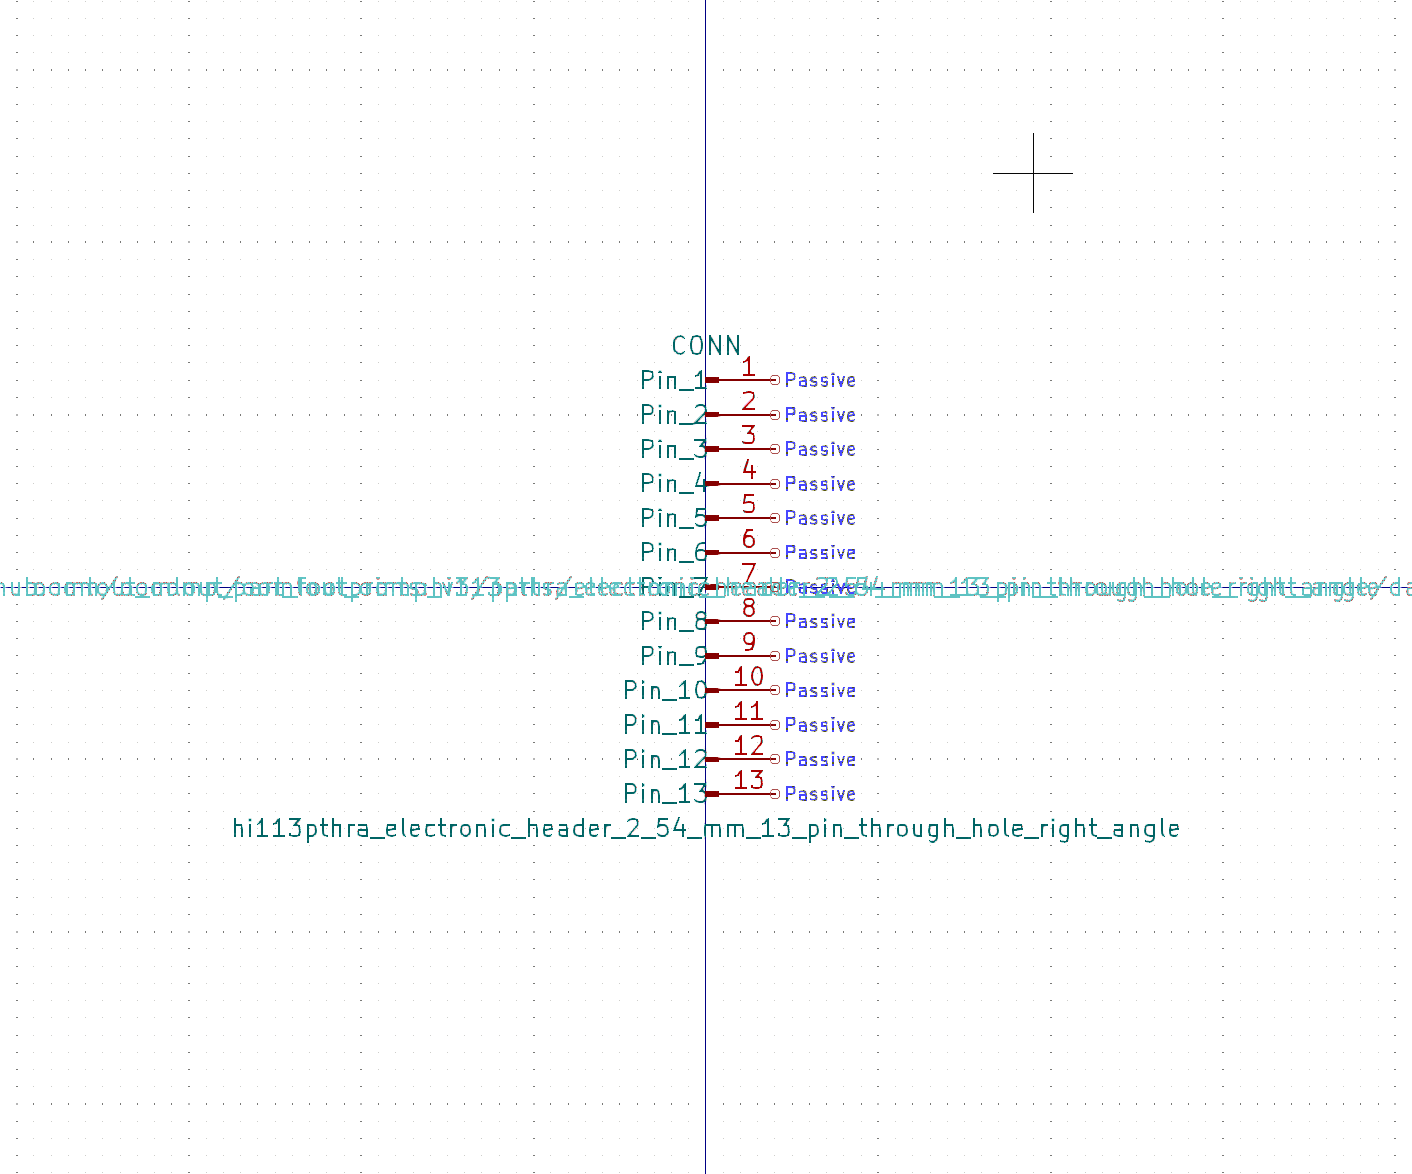 CONN
Pin_1 1 Passive
Pin_2 2 Passive
Pin_3 3 Passive
Pin_4 4 Passive
Pin_5 5 Passive
Pin_6 6 Passive
Pin_7 7 Passive
Pin_8 8 Passive
Pin_9 9 Passive
Pin_10 10 Passive
Pin_11 11 Passive
Pin_12 12 Passive
Pin_13 13 Passive
hi113pthra_electronic_header_2_54_mm_13_pin_through_hole_right_angle